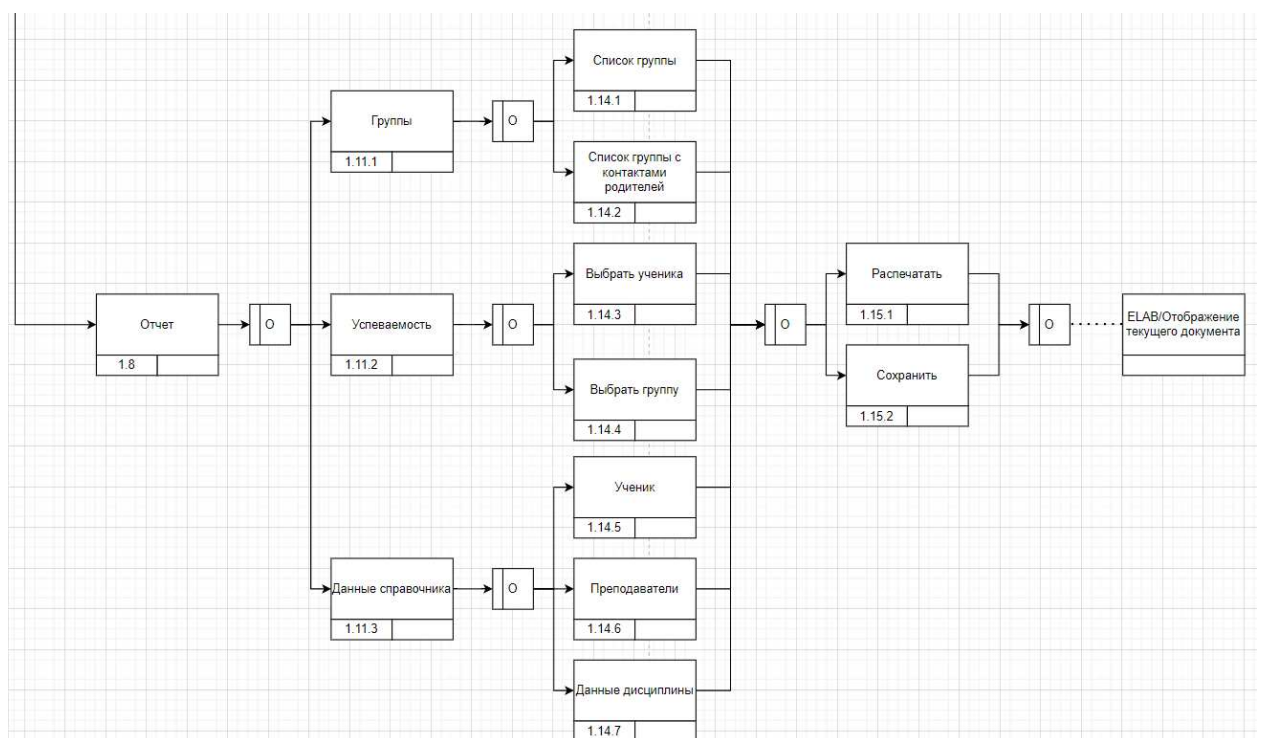 Список группы
1.14.1
Группы
О
1.11.1
Список группы с
контактами
родителей
1.14.2
Выбрать ученика
1.14.3
Распечатать
1.15.1
Отчет
О
Успеваемость
О
О
О
ELAB/Отображение
текущего документа
1.8
1.11.2
Выбрать группу
1.14.4
Сохранить
1.15.2
Ученик
1.14.5
Данные справочника
О
Преподаватели
1.11.3
1.14.6
Данные дисциплины
1.14.7